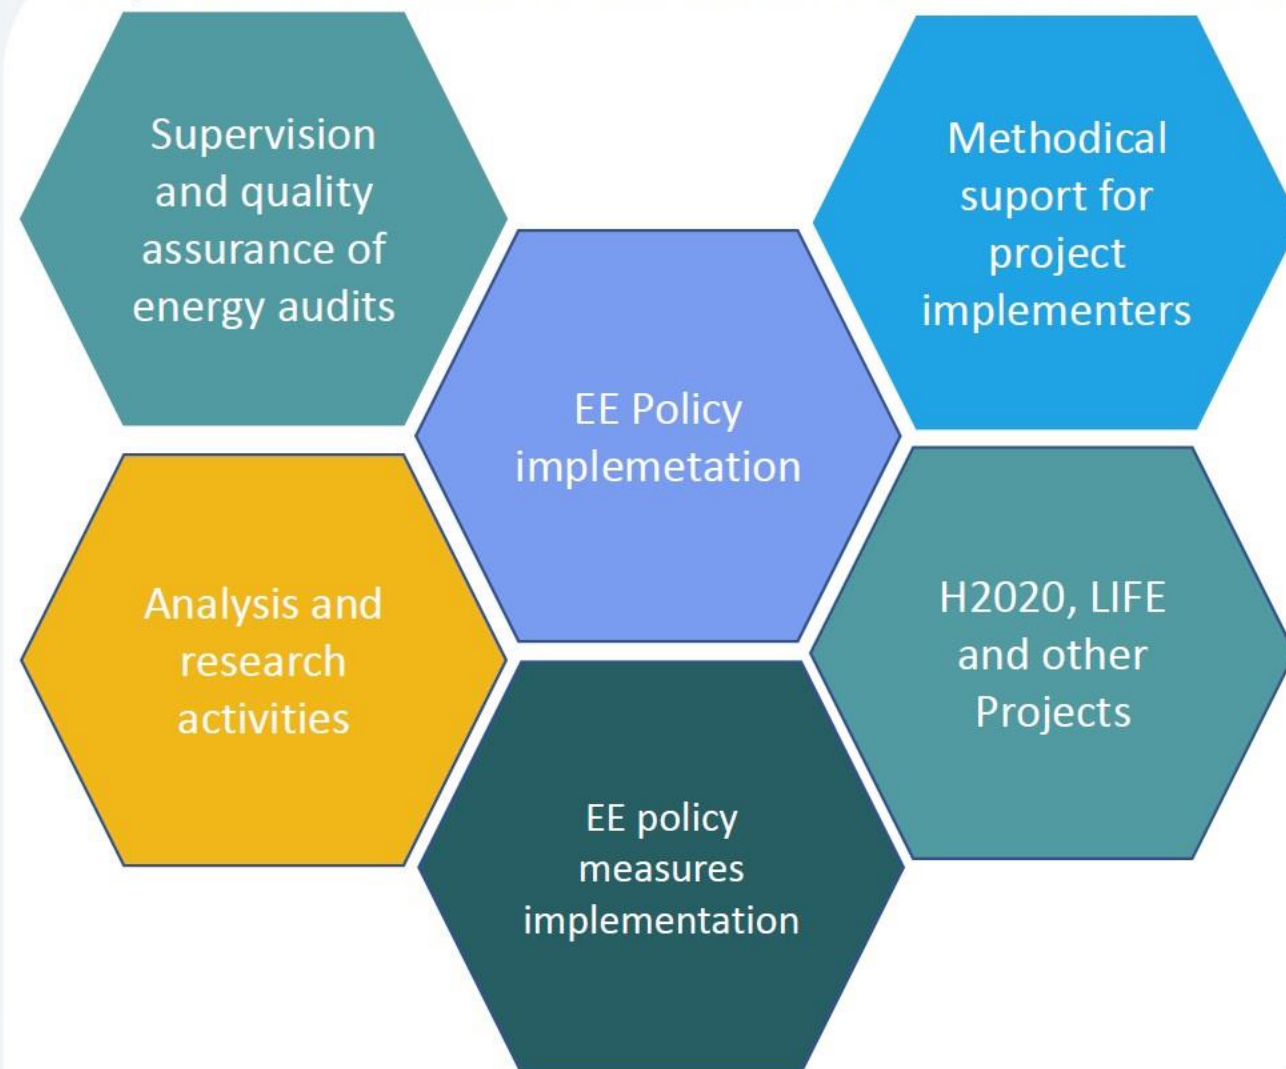 Supervision
and quality
assurance of
energy audits
Methodical
suport for
project
implementers
EE Policy
implemetation
Analysis and
research
activities
H2020, LIFE
and other
Projects
EE policy
measures
implementation